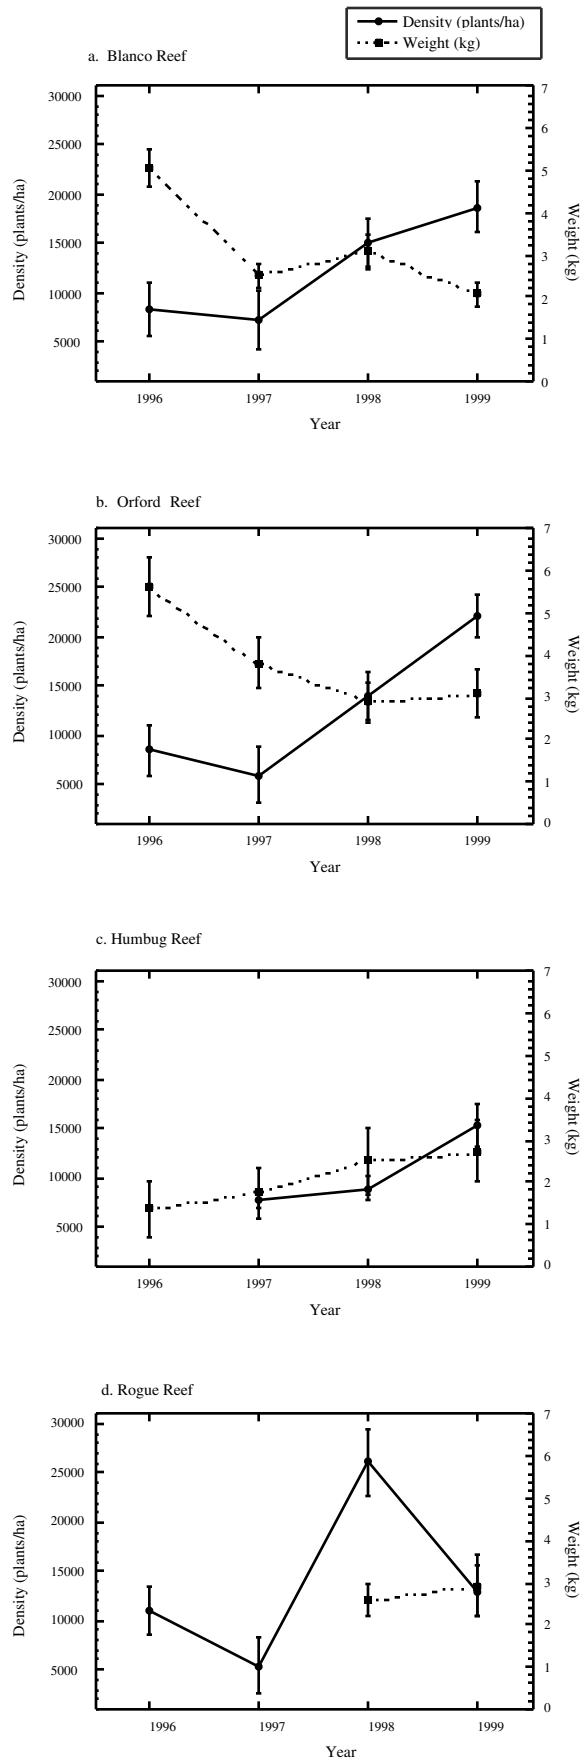 Density (plants/ha)
Weight (kg)
a. Blanco Reef
30000
25000
20000
15000
10000
5000
Density (plants/ha)
7
6
5
4
3
2
1
0
Weight (kg)
1996 1997 1998 1999
Year
b. Orford Reef
30000
25000
20000
15000
10000
5000
Density (plants/ha)
7
6
5
4
3
2
1
0
Weight (kg)
1996 1997 1998 1999
Year
c. Humbug Reef
30000
25000
20000
15000
10000
5000
Density (plants/ha)
7
6
5
4
3
2
1
0
Weight (kg)
1996 1997 1998 1999
Year
d. Rogue Reef
30000
25000
20000
15000
10000
5000
Density (plants/ha)
7
6
5
4
3
2
1
0
Weight (kg)
1996 1997 1998 1999
Year